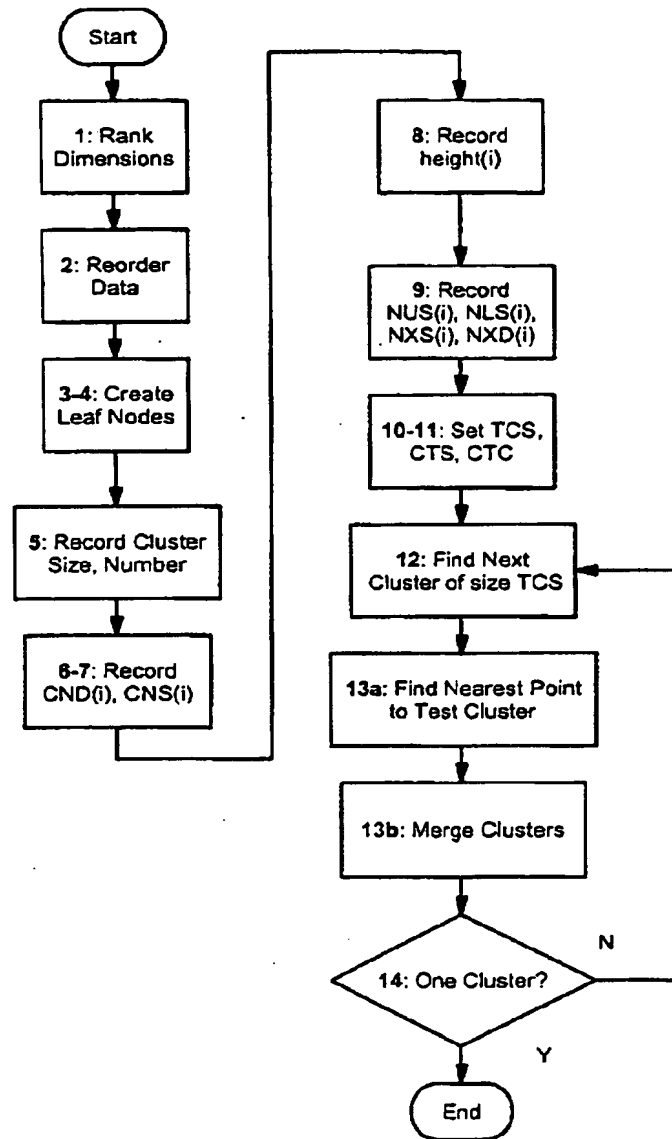 Start
1: Rank
Dimensions
2: Reorder
Data
3-4: Create
Leaf Nodes
5: Record Cluster
Size, Number
6-7: Record
CND(i), CNS(i)
8: Record
height(i)
9: Record
NUS(i), NLS(i),
NXS(i), NXD(i)
10-11: Set TCS,
CTS, CTC
12: Find Next
Cluster of size TCS
13a: Find Nearest Point
to Test Cluster
13b: Merge Clusters
14: One Cluster?
N
Y
End